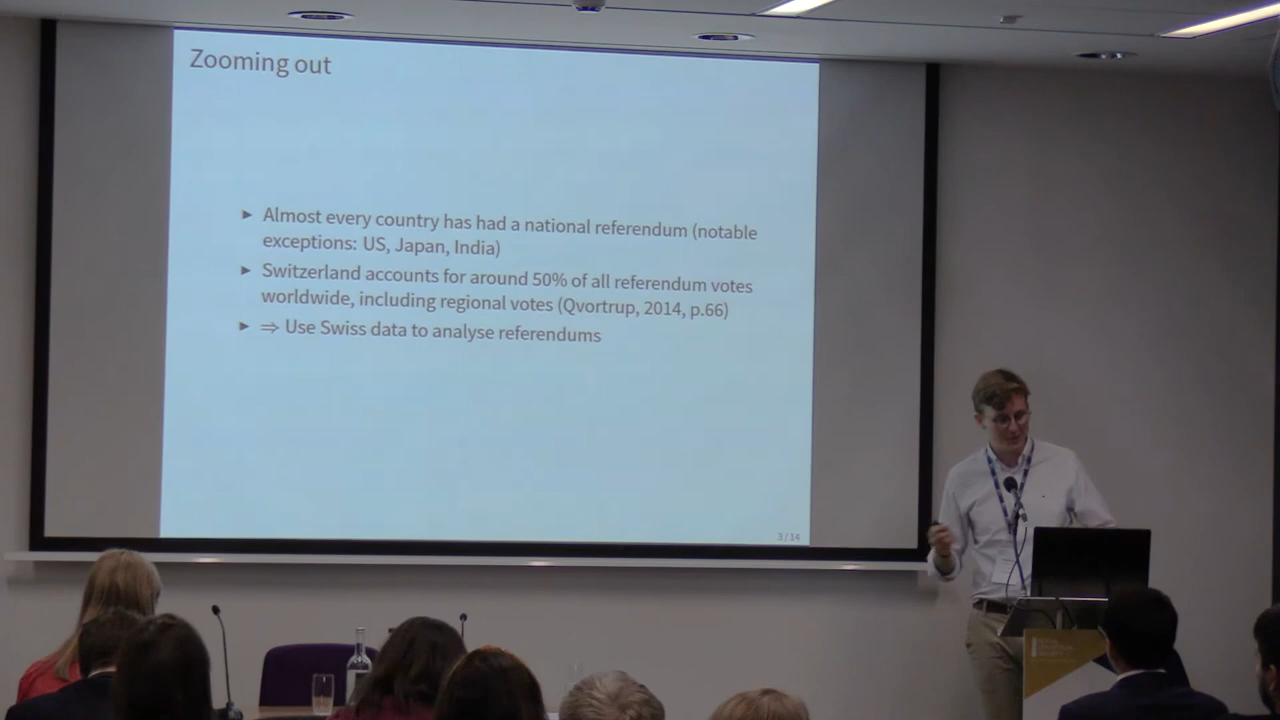 Zooming out
► Almost every country has had a national referendum (notable
exceptions: US, Japan, India)
► Switzerland accounts for around 50% of all referendum votes
worldwide, including regional votes (Qvortrup, 2014, p.66)
► ⇒ Use Swiss data to analyse referendums
3 / 14